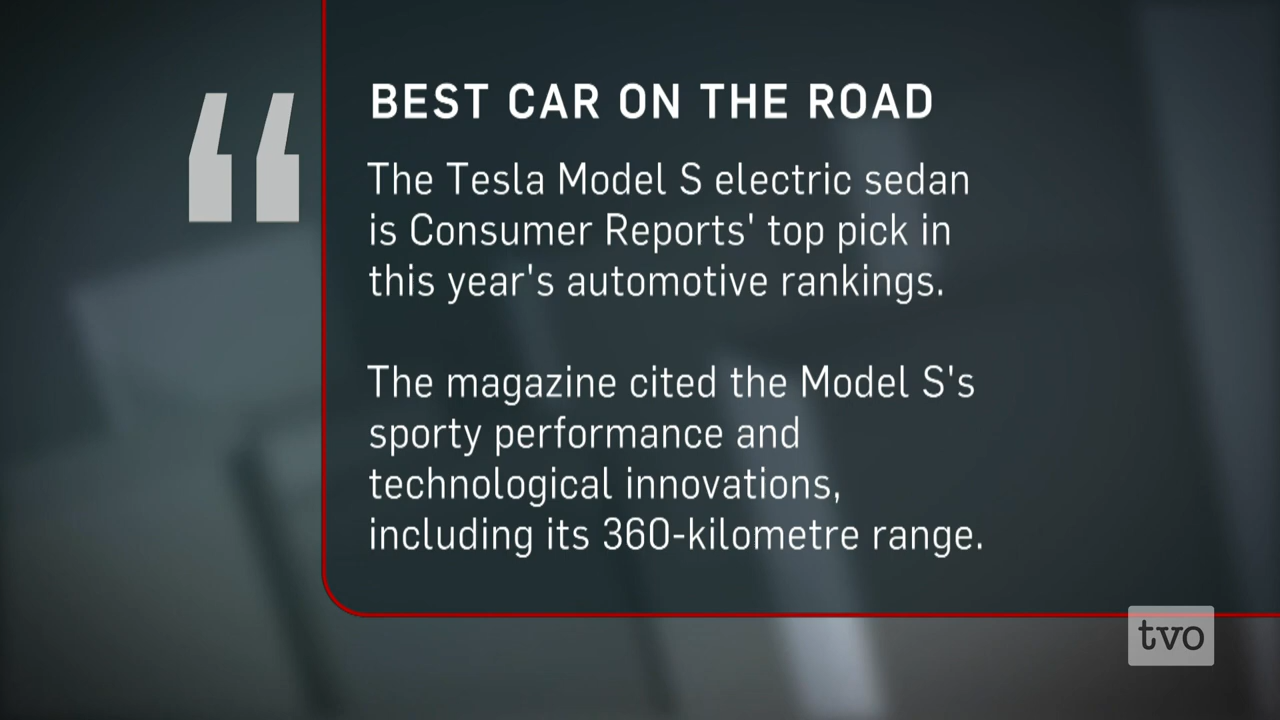 “
BEST CAR ON THE ROAD
The Tesla Model S electric sedan
is Consumer Reports' top pick in
this year's automotive rankings.
The magazine cited the Model S's
sporty performance and
technological innovations,
including its 360-kilometre range.
tvo